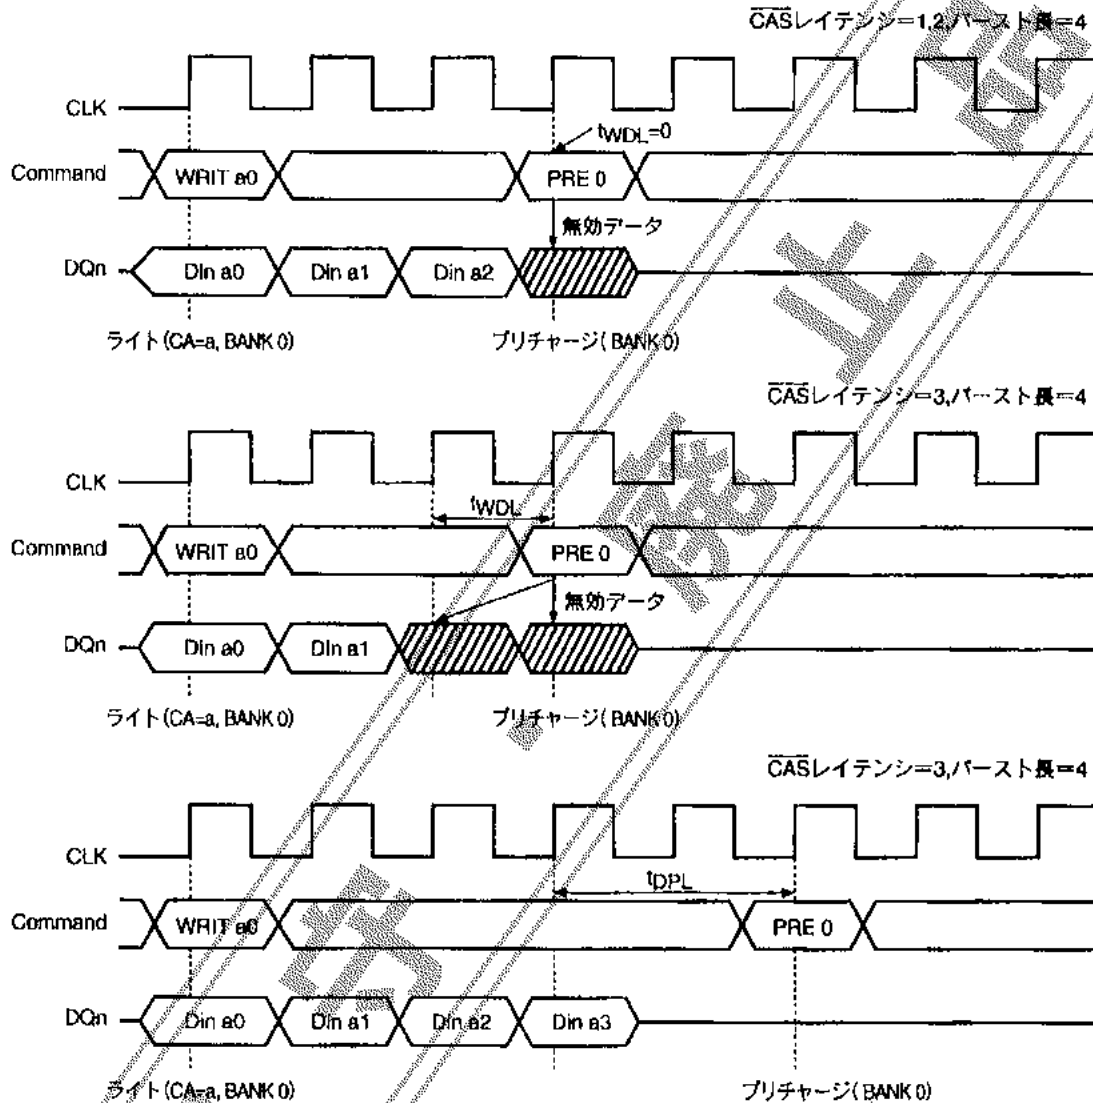 CASレイテンシ=1,2,バースト長=4
CLK
tWDL=0
Command WRIT a0 PRE 0
無効データ
DQn Din a0 Din a1 Din a2
ライト(CA=a, BANK 0) プリチャージ(BANK 0)
CASレイテンシ=3,バースト長=4
CLK
tWDL
Command WRIT a0 PRE 0
無効データ
DQn Din a0 Din a1
ライト(CA=a, BANK 0) プリチャージ(BANK 0)
CASレイテンシ=3,バースト長=4
CLK
tDPL
Command WRIT a0 PRE 0
DQn Din a0 Din a1 Din a2 Din a3
ライト(CA=a, BANK 0) プリチャージ(BANK 0)